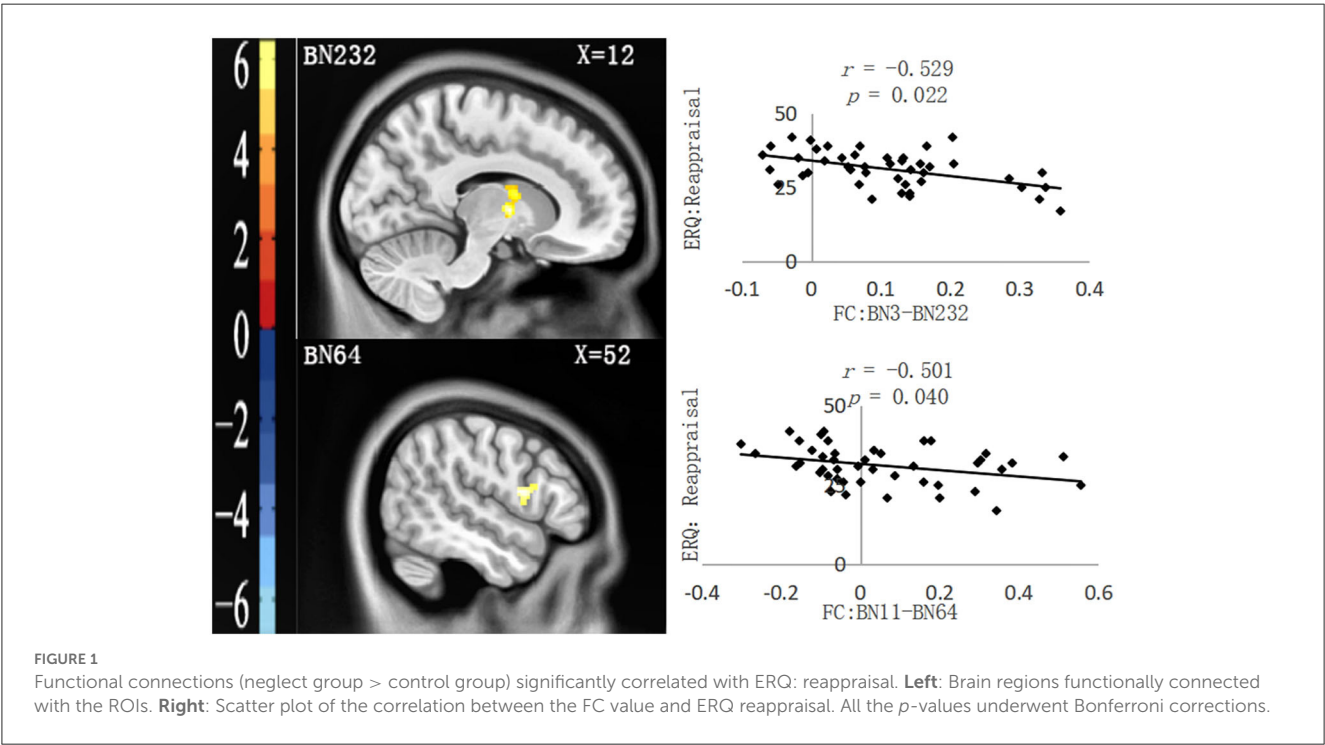 6
4
2
0
−2
−4
−6
BN232 X=12
BN64 X=52
r = -0.529
p = 0.022
ERQ:Reappraisal
50
25
0
-0.1 0 0.1 0.2 0.3 0.4
FC:BN3-BN232
r = -0.501
p = 0.040
ERQ: Reappraisal
50
25
0
-0.4 -0.2 0 0.2 0.4 0.6
FC:BN11-BN64
FIGURE 1
Functional connections (neglect group > control group) significantly correlated with ERQ: reappraisal. Left: Brain regions functionally connected
with the ROIs. Right: Scatter plot of the correlation between the FC value and ERQ reappraisal. All the p-values underwent Bonferroni corrections.